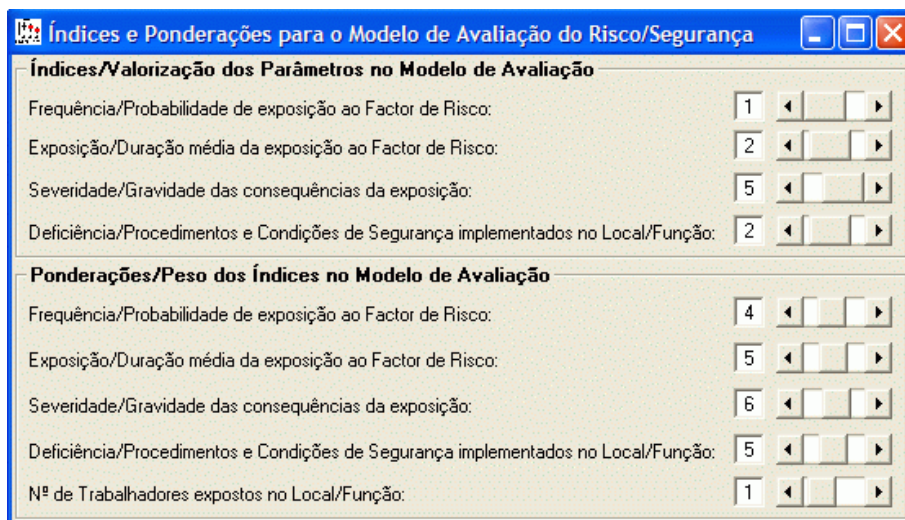 Índices e Ponderações para o Modelo de Avaliação do Risco/Segurança
Índices/Valorização dos Parâmetros no Modelo de Avaliação
Frequência/Probabilidade de exposição ao Factor de Risco: 1
Exposição/Duração média da exposição ao Factor de Risco: 2
Severidade/Gravidade das consequências da exposição: 5
Deficiência/Procedimentos e Condições de Segurança implementados no Local/Função: 2
Ponderações/Peso dos Índices no Modelo de Avaliação
Frequência/Probabilidade de exposição ao Factor de Risco: 4
Exposição/Duração média da exposição ao Factor de Risco: 5
Severidade/Gravidade das consequências da exposição: 6
Deficiência/Procedimentos e Condições de Segurança implementados no Local/Função: 5
Nº de Trabalhadores expostos no Local/Função: 1